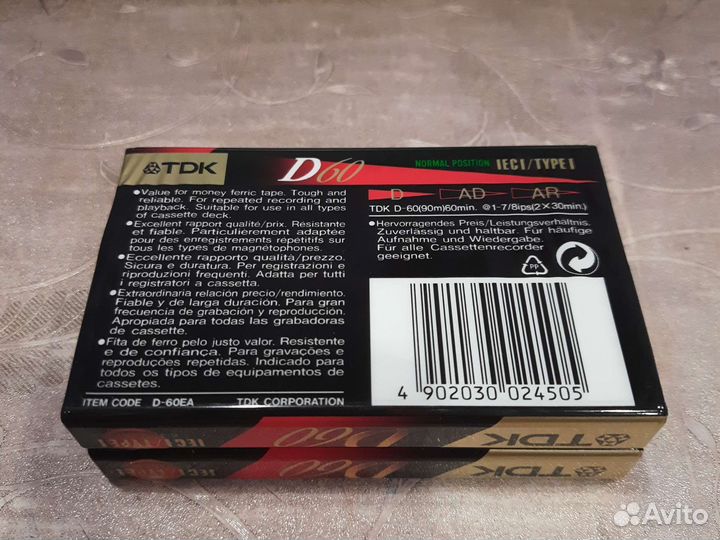 TDK D60 NORMAL POSITION IECI/TYPE I
D AD AR
TDK D-60(90m)60min. @1-7/8ips(2×30min.)
•Value for money ferric tape. Tough and
reliable. For repeated recording and
playback. Suitable for use in all types
of cassette deck.
•Excellent rapport qualité/prix. Résistante
et fiable. Particulièrement adaptée
pour des enregistrements répétitifs sur
tous les types de magnétophones.
•Eccellente rapporto qualità/prezzo.
Sicura e duratura. Per registrazioni e
riproduzioni frequenti. Adatta per tutti
i registratori a cassetta.
•Extraordinaria relación precio/rendimiento.
Fiable y de larga duración. Para gran
frecuencia de grabación y reproducción.
Apropiada para todas las grabadoras
de cassette.
•Fita de ferro pelo justo valor. Resistente
e de confiança. Para gravações e
reproduções repetidas. Indicado para
todos os tipos de equipamentos de
cassetes.
•Hervorragendes Preis/Leistungsverhältnis.
Zuverlässig und haltbar. Für häufige
Aufnahme und Wiedergabe.
Für alle Cassettenrecorder
geeignet.
PP
4 902030 024505
ITEM CODE D-60EA TDK CORPORATION
TDK D60 IECI/TYPE I
TDK D60 IECI/TYPE I
Avito